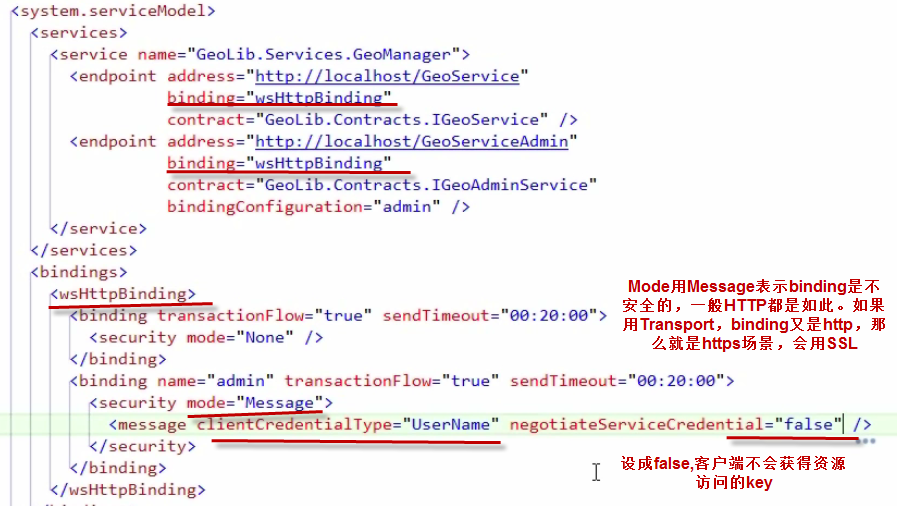 <system.serviceModel>
<services>
<service name="GeoLib.Services.GeoManager">
<endpoint address="http://localhost/GeoService"
binding="wsHttpBinding"
contract="GeoLib.Contracts.IGeoService" />
<endpoint address="http://localhost/GeoServiceAdmin"
binding="wsHttpBinding"
contract="GeoLib.Contracts.IGeoAdminService"
bindingConfiguration="admin" />
</service>
</services>
<bindings>
<wsHttpBinding>
<binding transactionFlow="true" sendTimeout="00:20:00">
<security mode="None" />
</binding>
<binding name="admin" transactionFlow="true" sendTimeout="00:20:00">
<security mode="Message">
<message clientCredentialType="UserName" negotiateServiceCredential="false" />
</security>
</binding>
</wsHttpBinding>
Mode用Message表示binding是不
安全的，一般HTTP都是如此。如果
用Transport，binding又是http，那
么就是https场景，会用SSL
设成false,客户端不会获得资源
访问的key